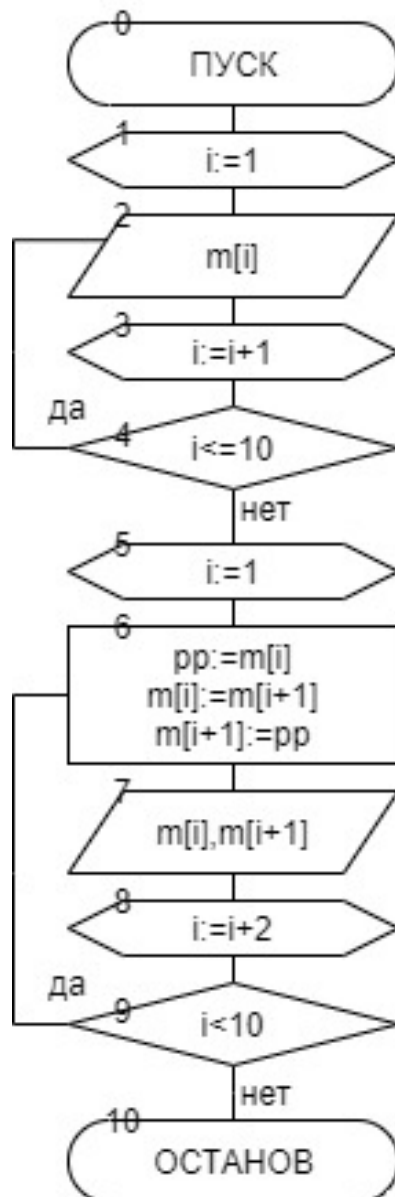 0
ПУСК
1
i:=1
2
m[i]
3
i:=i+1
да
4
i<=10
нет
5
i:=1
6
pp:=m[i]
m[i]:=m[i+1]
m[i+1]:=pp
7
m[i],m[i+1]
8
i:=i+2
да
9
i<10
нет
10
ОСТАНОВ